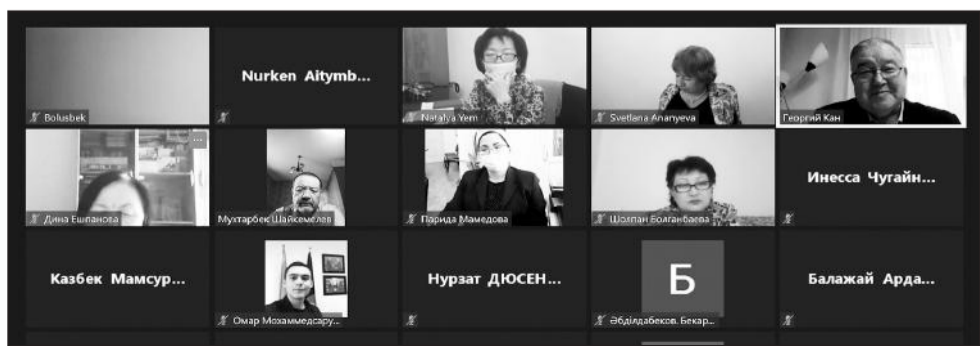 Bolusbek
Nurken Aitymb...
Natalya Yem
Svetlana Ananyeva
Георгий Кан
Дина Ешпанова
Мухтарбек Шайкемелев
Парида Мамедова
Шолпан Болганбаева
Инесса Чугайн...
Казбек Мамсур...
Омар Мохаммедсару...
Нурзат ДЮСЕН...
Б
Әбділдабеков. Бекар...
Балажай Арда...